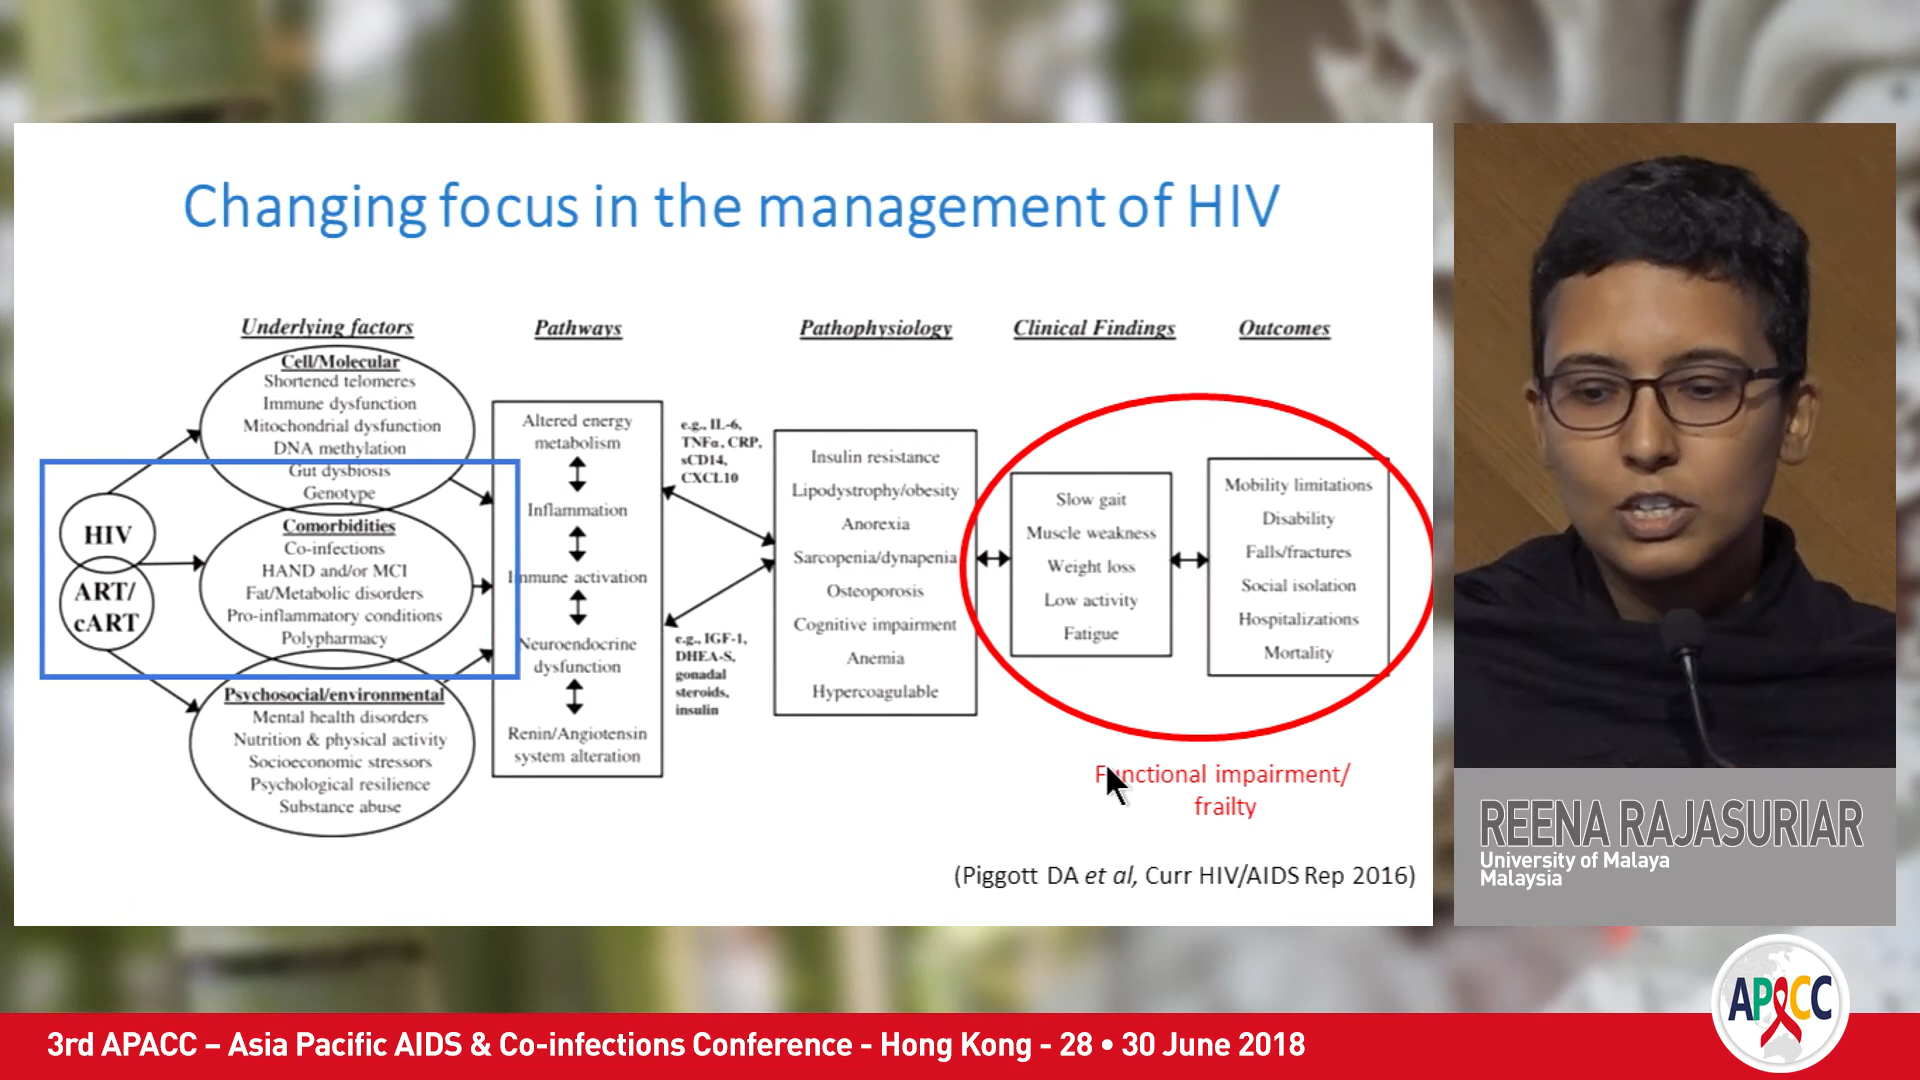 Changing focus in the management of HIV
Underlying factors
Pathways
Pathophysiology
Clinical Findings
Outcomes
Cell/Molecular
Shortened telomeres
Immune dysfunction
Mitochondrial dysfunction
DNA methylation
Gut dysbiosis
Genotype
HIV
ART/
cART
Comorbidities
Co-infections
HAND and/or MCI
Fat/Metabolic disorders
Pro-inflammatory conditions
Polypharmacy
Psychosocial/environmental
Mental health disorders
Nutrition & physical activity
Socioeconomic stressors
Psychological resilience
Substance abuse
Altered energy
metabolism
Inflammation
Immune activation
Neuroendocrine
dysfunction
Renin/Angiotensin
system alteration
e.g., IL-6,
TNFα, CRP,
sCD14,
CXCL10
e.g., IGF-1,
DHEA-S,
gonadal
steroids,
insulin
Insulin resistance
Lipodystrophy/obesity
Anorexia
Sarcopenia/dynapenia
Osteoporosis
Cognitive impairment
Anemia
Hypercoagulable
Slow gait
Muscle weakness
Weight loss
Low activity
Fatigue
Mobility limitations
Disability
Falls/fractures
Social isolation
Hospitalizations
Mortality
Functional impairment/
frailty
(Piggott DA et al, Curr HIV/AIDS Rep 2016)
REENA RAJASURIAR
University of Malaya
Malaysia
APACC
3rd APACC – Asia Pacific AIDS & Co-infections Conference - Hong Kong - 28 • 30 June 2018